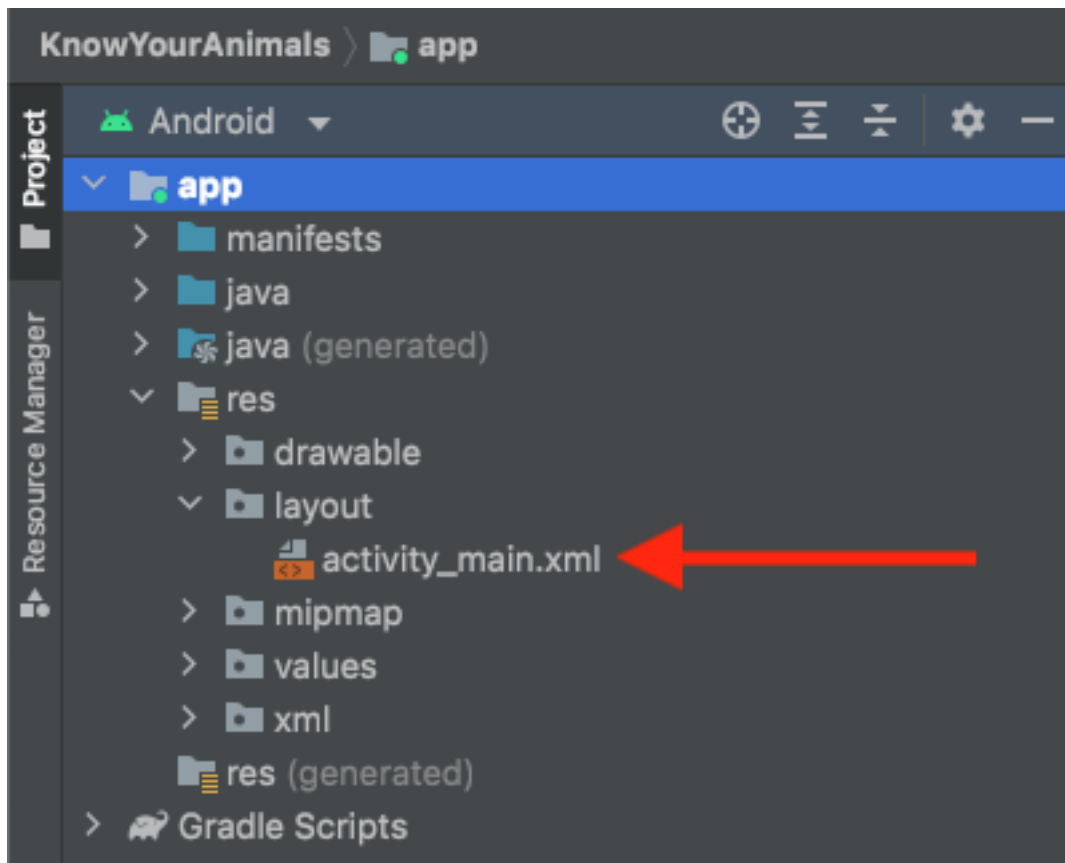 KnowYourAnimals app
Project
Resource Manager
Android
app
manifests
java
java (generated)
res
drawable
layout
activity_main.xml
mipmap
values
xml
res (generated)
Gradle Scripts